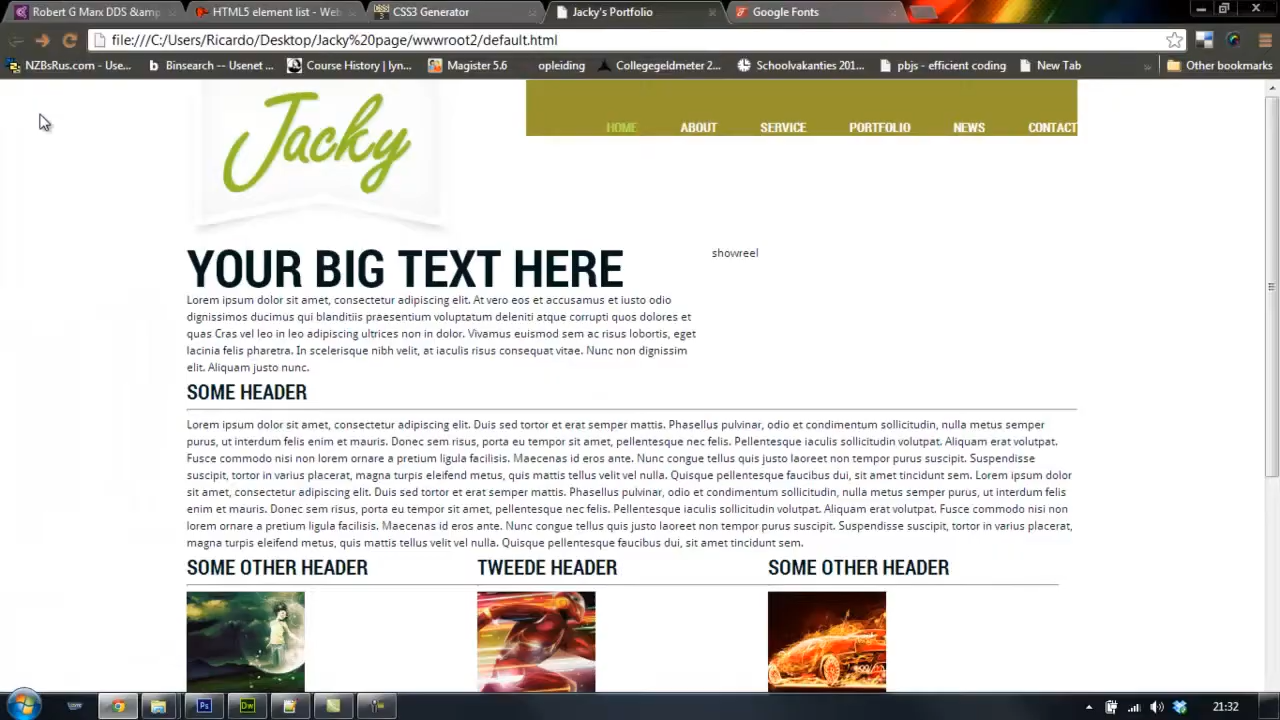 Robert G Marx DDS &amp
HTML5 element list - Web
CSS3 Generator
Jacky's Portfolio
Google Fonts
file:///C:/Users/Ricardo/Desktop/Jacky%20page/wwwroot2/default.html
NZBsRus.com - Use...
Binsearch -- Usenet ...
Course History | lyn...
Magister 5.6
opleiding
Collegegeldmeter 2...
Schoolvakanties 201...
pbjs - efficient coding
New Tab
»
Other bookmarks
Jacky
HOME
ABOUT
SERVICE
PORTFOLIO
NEWS
CONTACT
YOUR BIG TEXT HERE
showreel
Lorem ipsum dolor sit amet, consectetur adipiscing elit. At vero eos et accusamus et iusto odio
dignissimos ducimus qui blanditiis praesentium voluptatum deleniti atque corrupti quos dolores et
quas Cras vel leo in leo adipiscing ultrices non in dolor. Vivamus euismod sem ac risus lobortis, eget
lacinia felis pharetra. In scelerisque nibh velit, at iaculis risus consequat vitae. Nunc non dignissim
elit. Aliquam justo nunc.
SOME HEADER
Lorem ipsum dolor sit amet, consectetur adipiscing elit. Duis sed tortor et erat semper mattis. Phasellus pulvinar, odio et condimentum sollicitudin, nulla metus semper
purus, ut interdum felis enim et mauris. Donec sem risus, porta eu tempor sit amet, pellentesque nec felis. Pellentesque iaculis sollicitudin volutpat. Aliquam erat volutpat.
Fusce commodo nisi non lorem ornare a pretium ligula facilisis. Maecenas id eros ante. Nunc congue tellus quis justo laoreet non tempor purus suscipit. Suspendisse
suscipit, tortor in varius placerat, magna turpis eleifend metus, quis mattis tellus velit vel nulla. Quisque pellentesque faucibus dui, sit amet tincidunt sem. Lorem ipsum dolor
sit amet, consectetur adipiscing elit. Duis sed tortor et erat semper mattis. Phasellus pulvinar, odio et condimentum sollicitudin, nulla metus semper purus, ut interdum felis
enim et mauris. Donec sem risus, porta eu tempor sit amet, pellentesque nec felis. Pellentesque iaculis sollicitudin volutpat. Aliquam erat volutpat. Fusce commodo nisi non
lorem ornare a pretium ligula facilisis. Maecenas id eros ante. Nunc congue tellus quis justo laoreet non tempor purus suscipit. Suspendisse suscipit, tortor in varius placerat,
magna turpis eleifend metus, quis mattis tellus velit vel nulla. Quisque pellentesque faucibus dui, sit amet tincidunt sem.
SOME OTHER HEADER
TWEEDE HEADER
SOME OTHER HEADER
Ps
Dw
21:32